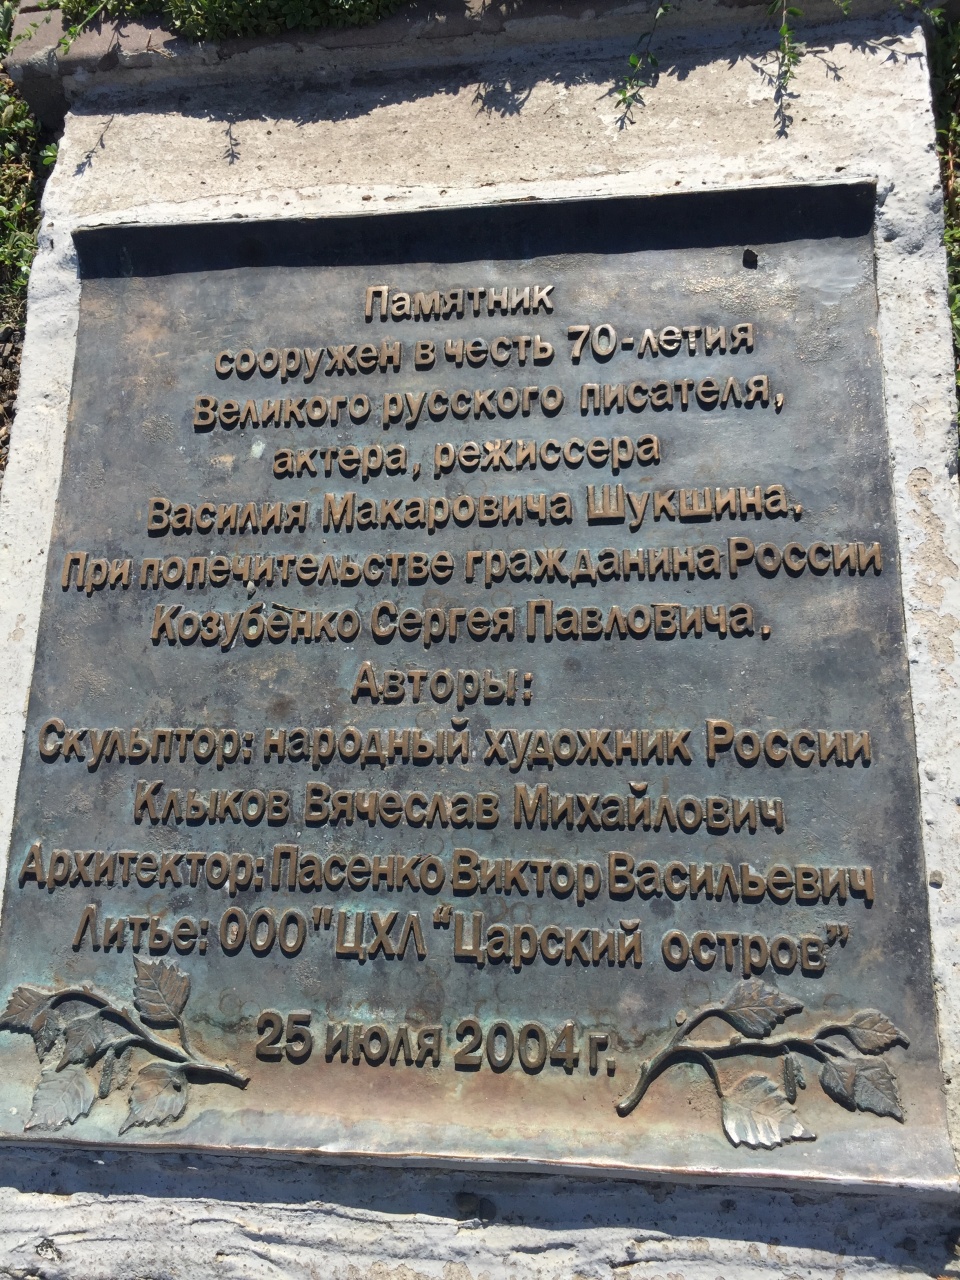 Памятник
сооружен в честь 70-летия
Великого русского писателя,
актера, режиссера
Василия Макаровича Шукшина,
При попечительстве гражданина России
Козубенко Сергея Павловича,
Авторы:
Скульптор: народный художник России
Клыков Вячеслав Михайлович
Архитектор: Пасенко Виктор Васильевич
Литье: ООО "ЦХЛ “Царский остров”
25 июля 2004 г.